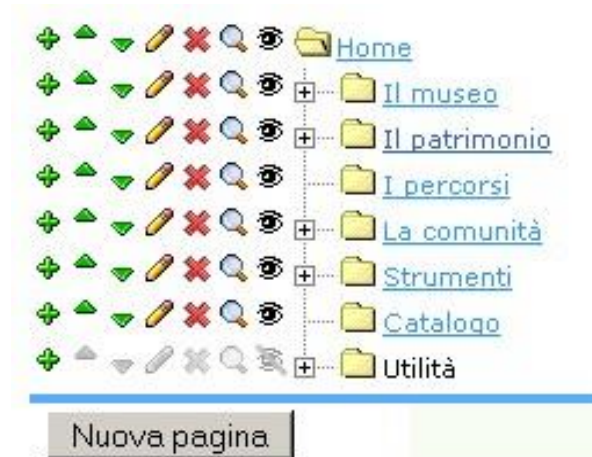 Home
Il museo
Il patrimonio
I percorsi
La comunità
Strumenti
Catalogo
Utilità
Nuova pagina